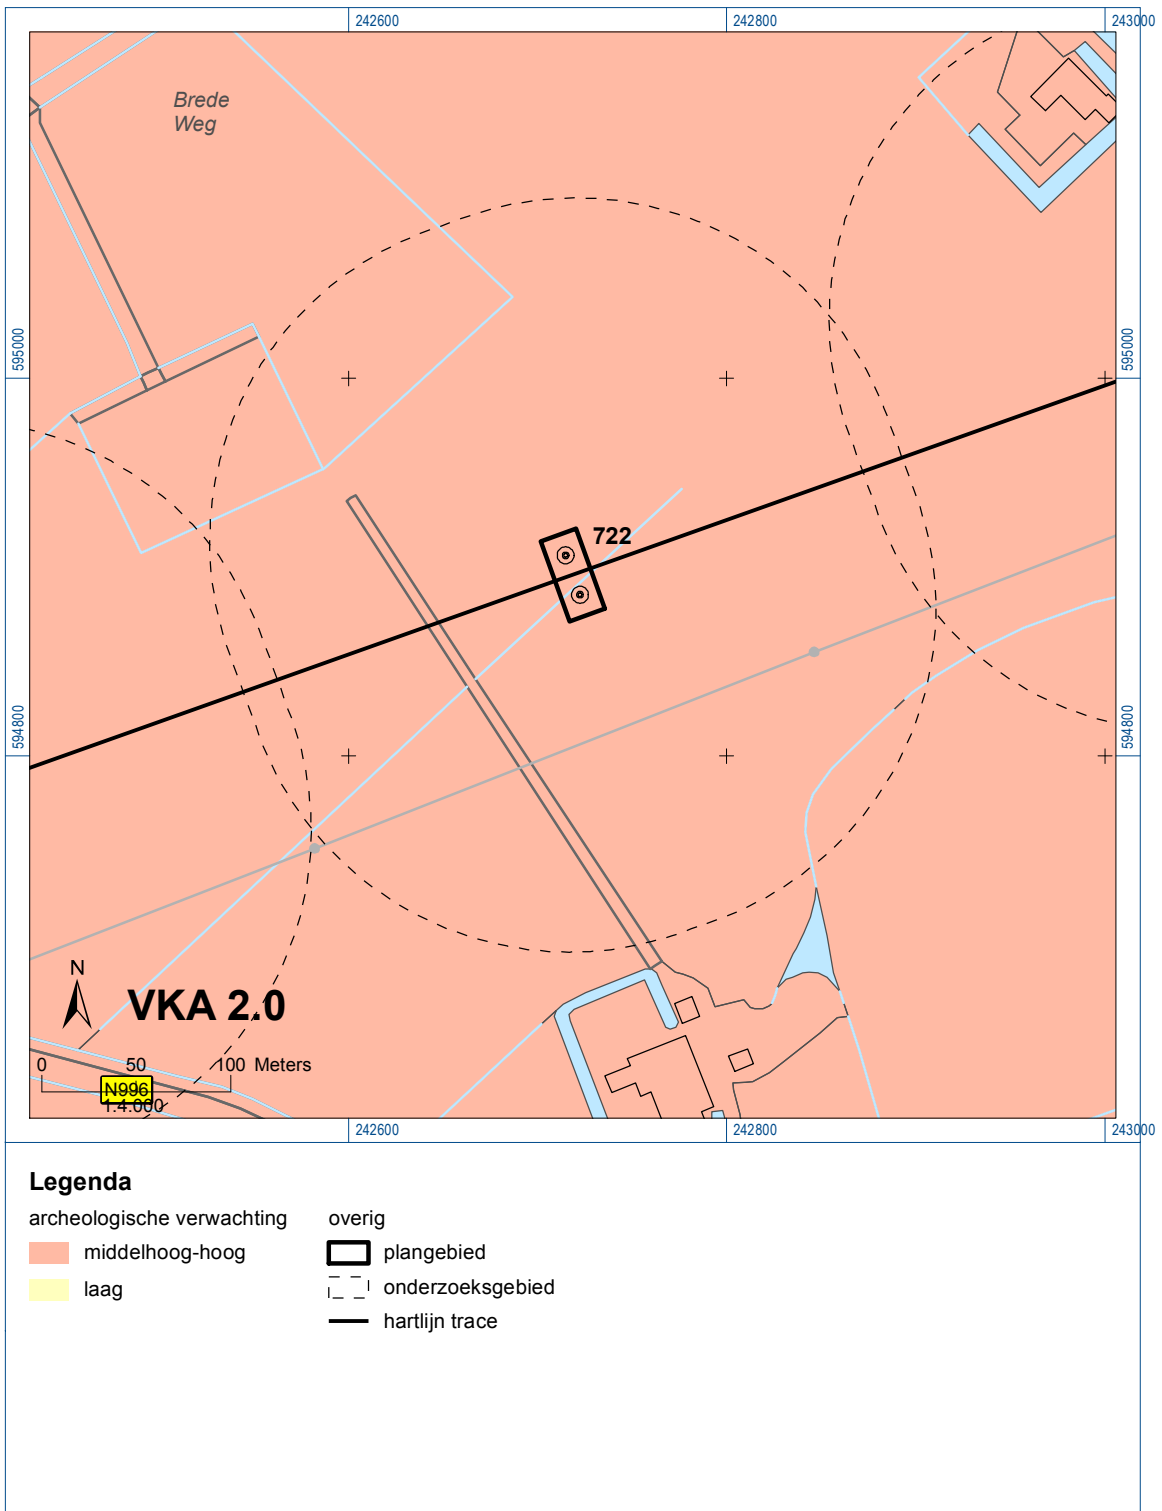 242600
242800
243000
Brede
Weg
595000
595000
722
594800
594800
N
VKA 2.0
0
50
100 Meters
N996
1:4.000
242600
242800
243000
Legenda
archeologische verwachting
overig
middelhoog-hoog
plangebied
laag
onderzoeksgebied
hartlijn trace